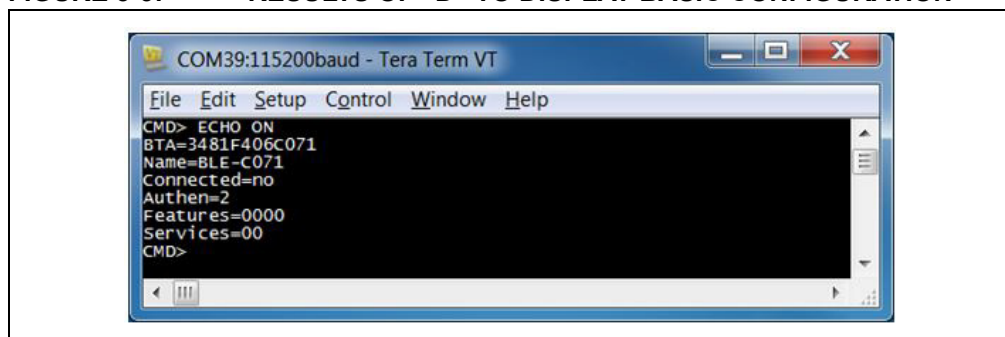 COM39:115200baud - Tera Term VT
File Edit Setup Control Window Help
CMD> ECHO ON
BTA=3481F406C071
Name=BLE-C071
Connected=no
Authen=2
Features=0000
Services=00
CMD>